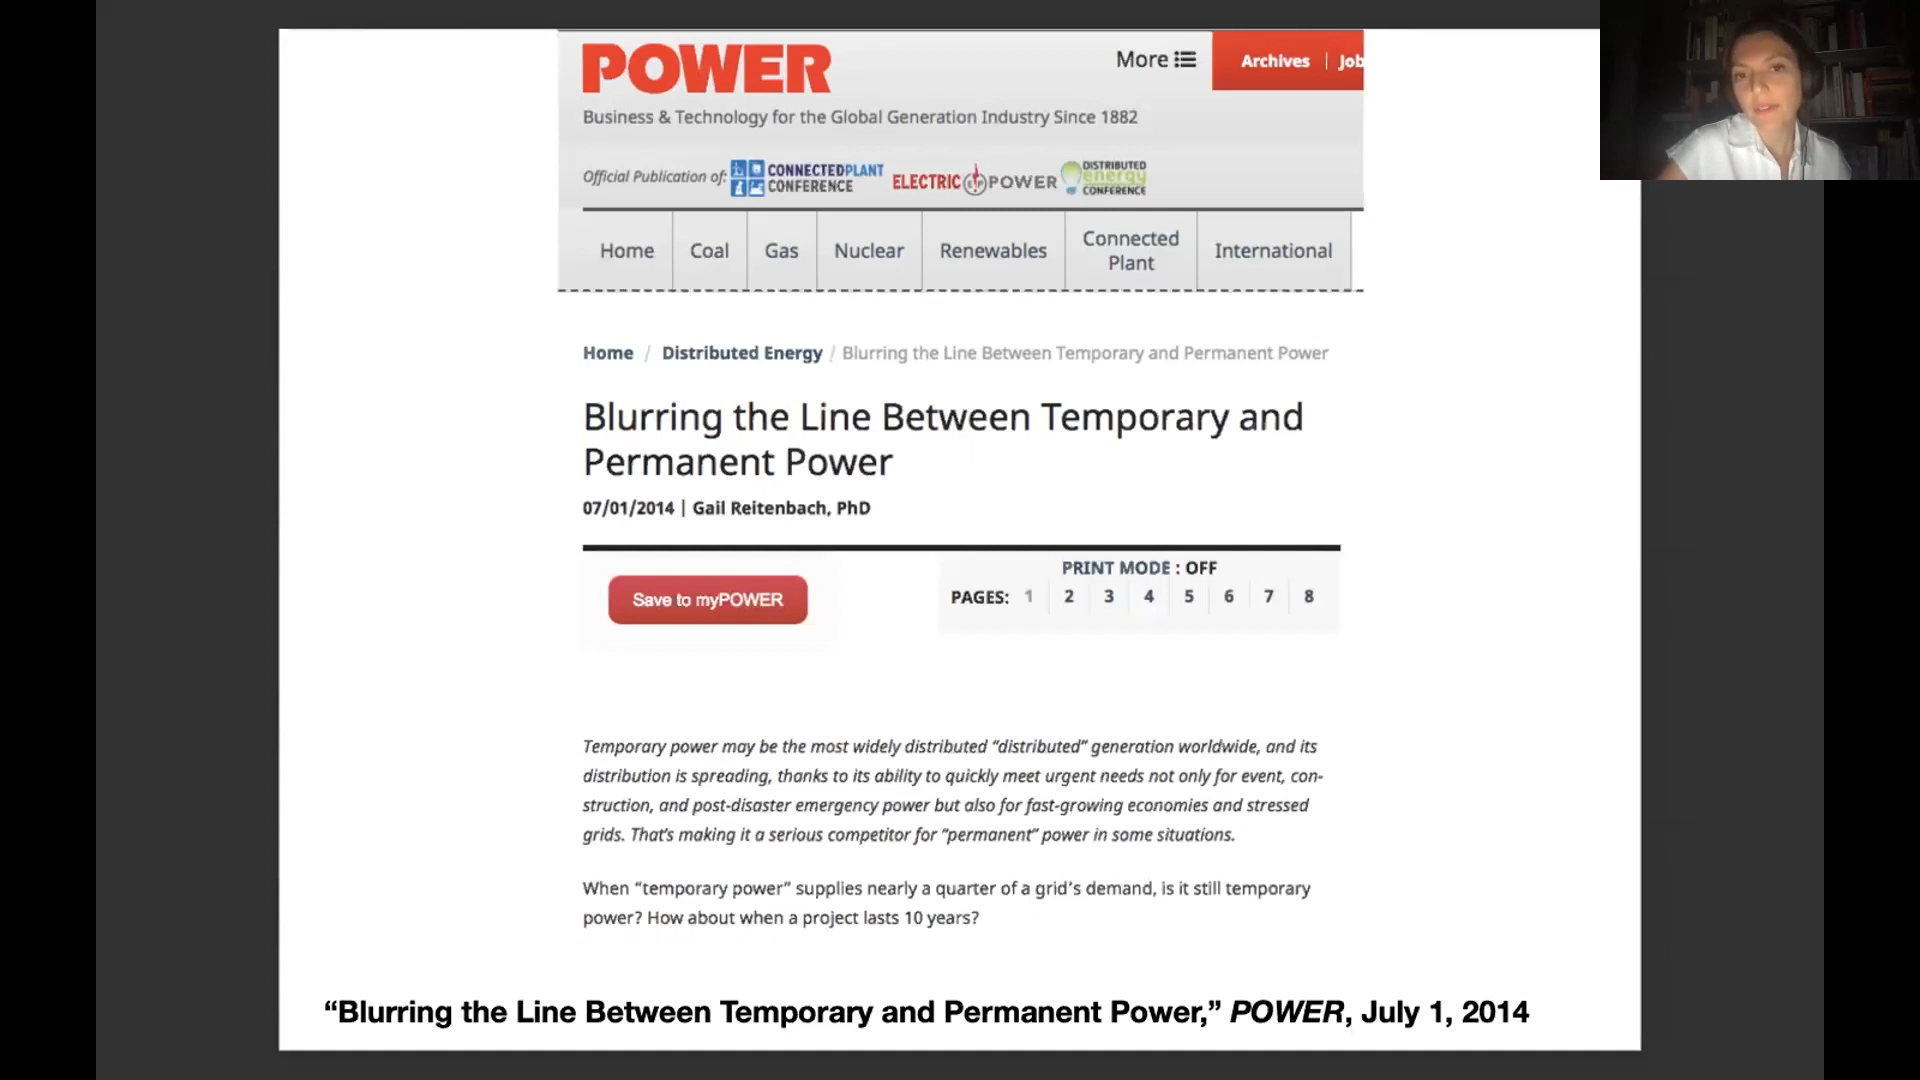 POWER
More
Archives | Job
Business & Technology for the Global Generation Industry Since 1882
Official Publication of:
CONNECTEDPLANT
CONFERENCE
ELECTRIC EP POWER
DISTRIBUTED
energy
CONFERENCE
Home
Coal
Gas
Nuclear
Renewables
Connected
Plant
International
Home / Distributed Energy / Blurring the Line Between Temporary and Permanent Power
Blurring the Line Between Temporary and
Permanent Power
07/01/2014 | Gail Reitenbach, PhD
Save to myPOWER
PRINT MODE : OFF
PAGES: 1 2 3 4 5 6 7 8
Temporary power may be the most widely distributed “distributed” generation worldwide, and its
distribution is spreading, thanks to its ability to quickly meet urgent needs not only for event, con-
struction, and post-disaster emergency power but also for fast-growing economies and stressed
grids. That’s making it a serious competitor for “permanent” power in some situations.
When “temporary power” supplies nearly a quarter of a grid’s demand, is it still temporary
power? How about when a project lasts 10 years?
“Blurring the Line Between Temporary and Permanent Power,” POWER, July 1, 2014